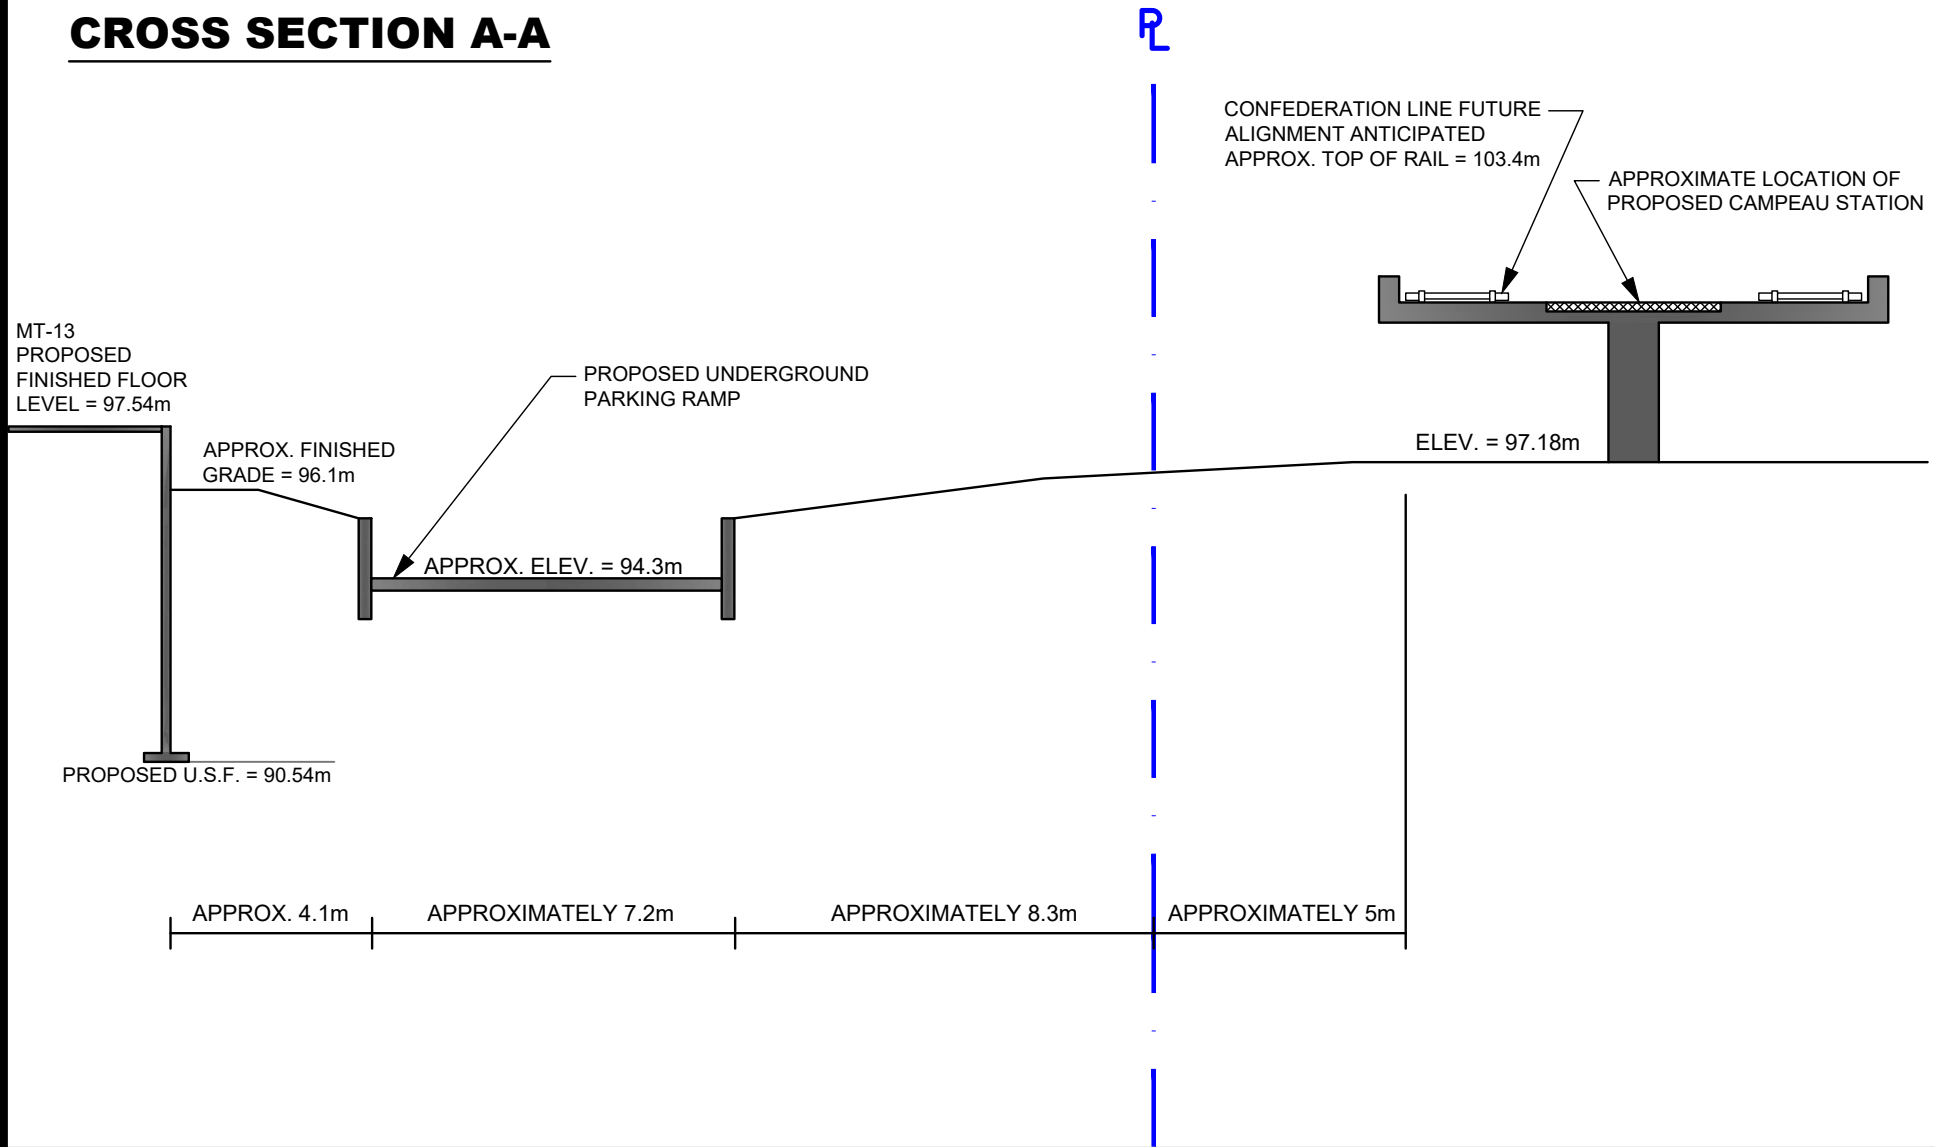 CROSS SECTION A-A
PL
CONFEDERATION LINE FUTURE
ALIGNMENT ANTICIPATED
APPROX. TOP OF RAIL = 103.4m
APPROXIMATE LOCATION OF
PROPOSED CAMPEAU STATION
MT-13
PROPOSED
FINISHED FLOOR
LEVEL = 97.54m
PROPOSED UNDERGROUND
PARKING RAMP
APPROX. FINISHED
GRADE = 96.1m
ELEV. = 97.18m
APPROX. ELEV. = 94.3m
PROPOSED U.S.F. = 90.54m
APPROX. 4.1m
APPROXIMATELY 7.2m
APPROXIMATELY 8.3m
APPROXIMATELY 5m